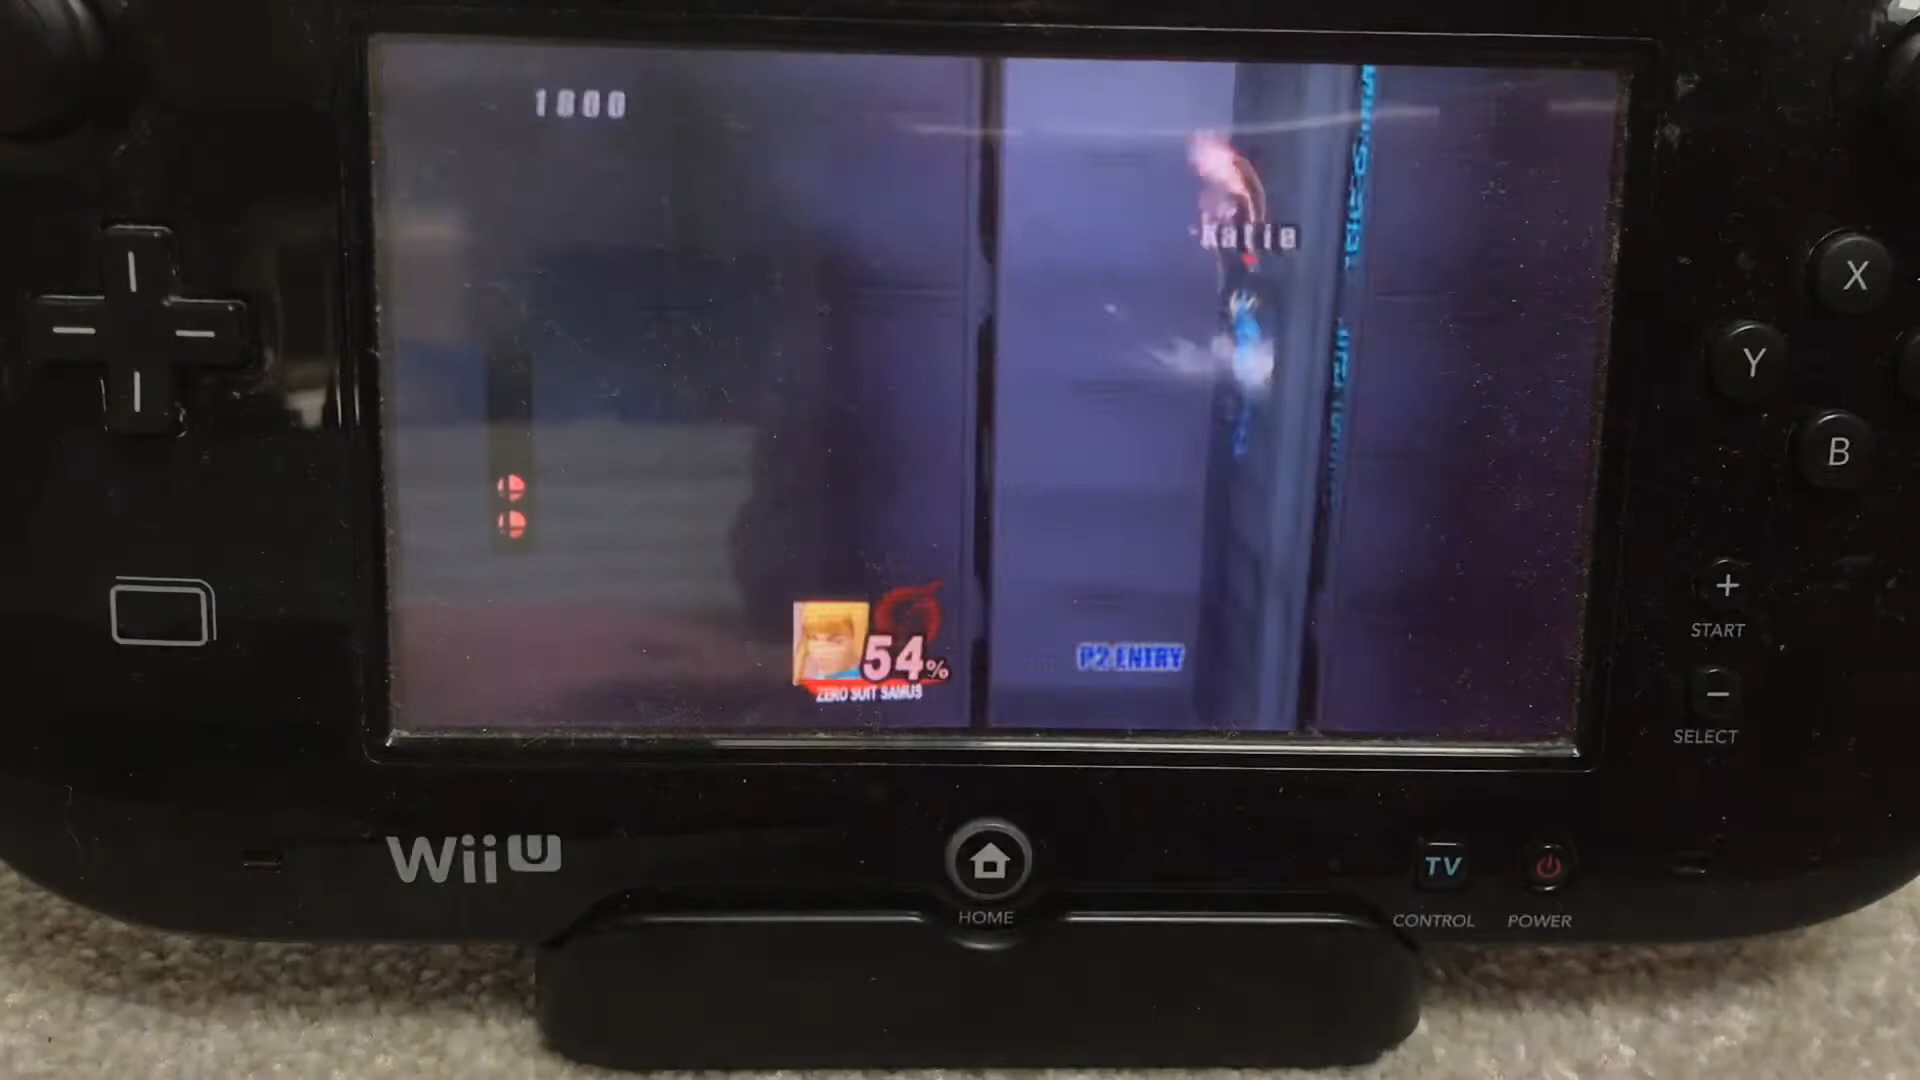 1800
Katie
54%
ZERO SUIT SAMUS
P2 ENTRY
X
Y
B
+
START
−
SELECT
Wii U
HOME
TV
CONTROL
POWER